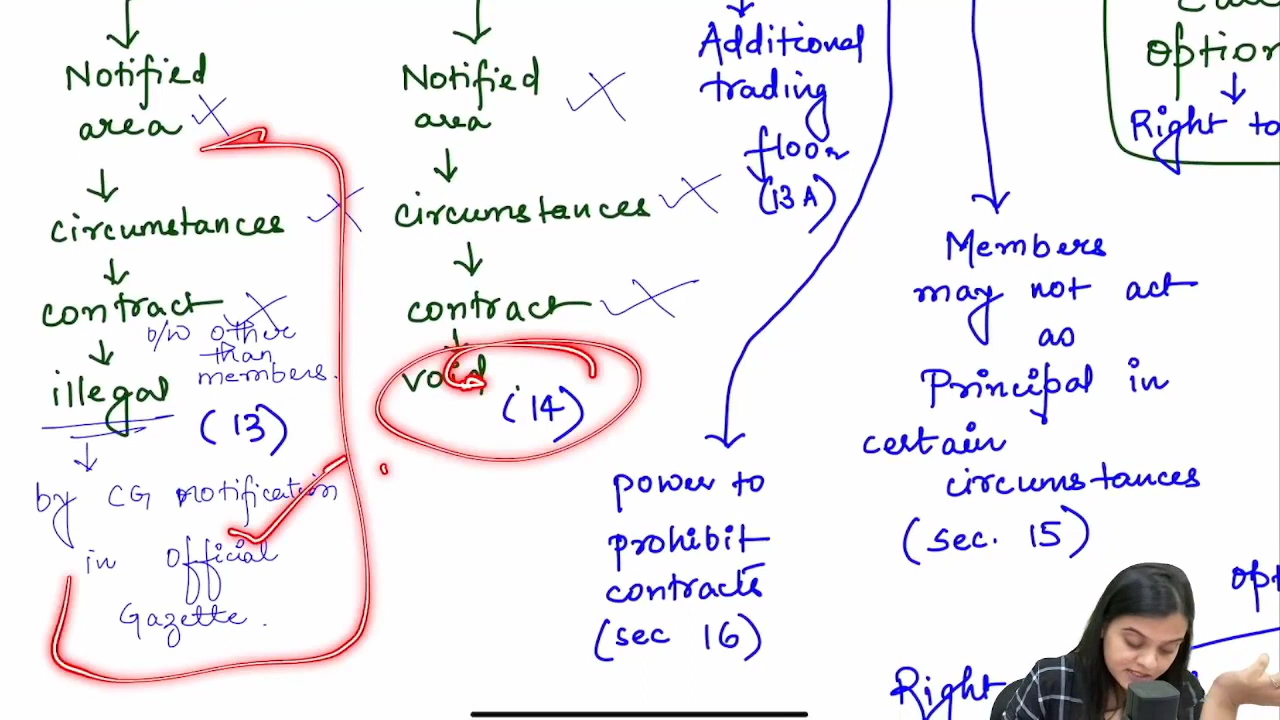 Notified
area
circumstances
contract
b/w other
than
members.
illegal
(13)
by CG notification
in Official
Gazette.
Notified
area
circumstances
contract
void
(14)
Additional
trading
floor
(13A)
power to
prohibit
contracts
(sec 16)
Members
may not act
as
Principal in
certain
circumstances
(sec. 15)
option
Right to
opt
Right